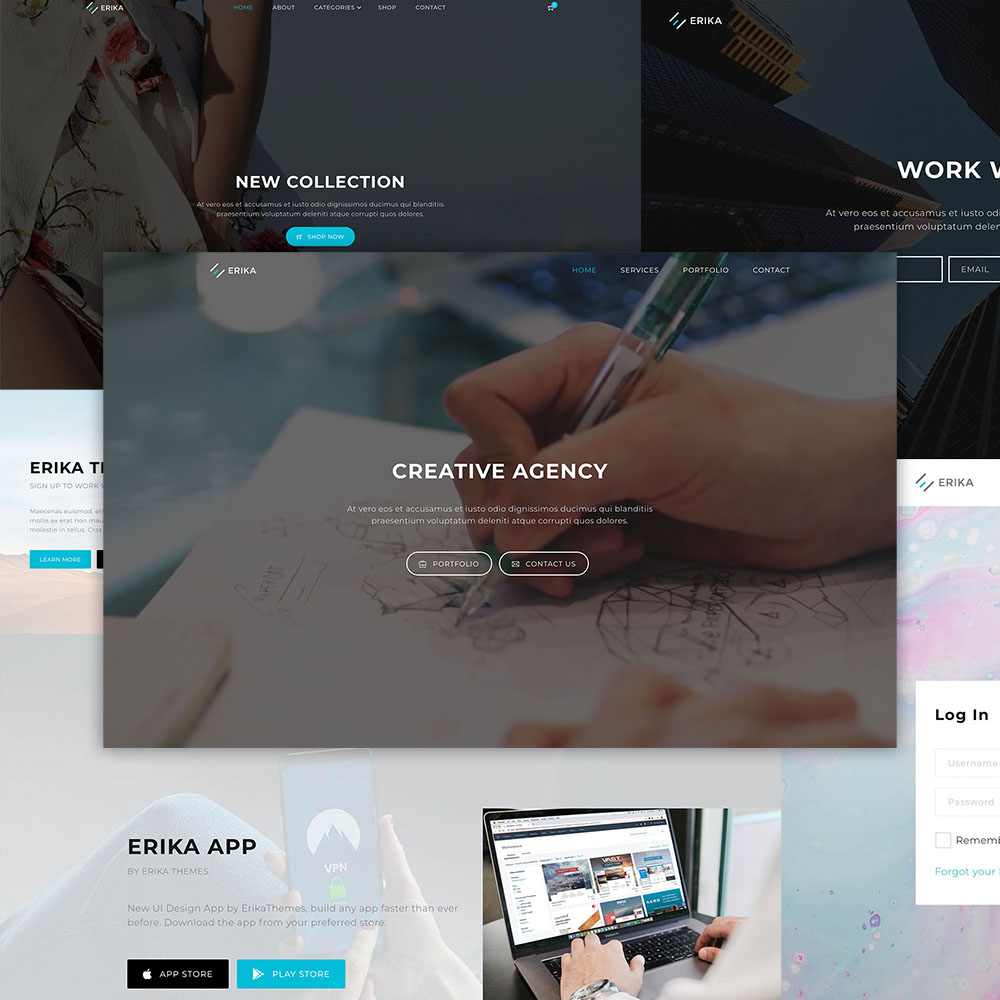 ERIKA
HOME ABOUT CATEGORIES SHOP CONTACT
NEW COLLECTION
At vero eos et accusamus et iusto odio dignissimos ducimus qui blanditiis
praesentium voluptatum deleniti atque corrupti quos dolores.
SHOP NOW
ERIKA
WORK W
At vero eos et accusamus et iusto od
praesentium voluptatum delen
EMAIL
ERIKA
HOME SERVICES PORTFOLIO CONTACT
CREATIVE AGENCY
At vero eos et accusamus et iusto odio dignissimos ducimus qui blanditiis
praesentium voluptatum deleniti atque corrupti quos dolores.
PORTFOLIO CONTACT US
ERIKA T
SIGN UP TO WORK
Maecenas euismod, eli
mollis ex erat non mau
molestie in tellus. Cras
LEARN MORE
ERIKA
Log In
Username
Password
Rememb
Forgot your
ERIKA APP
BY ERIKA THEMES
New UI Design App by ErikaThemes, build any app faster than ever
before. Download the app from your preferred store:
APP STORE PLAY STORE
VPN
VAST